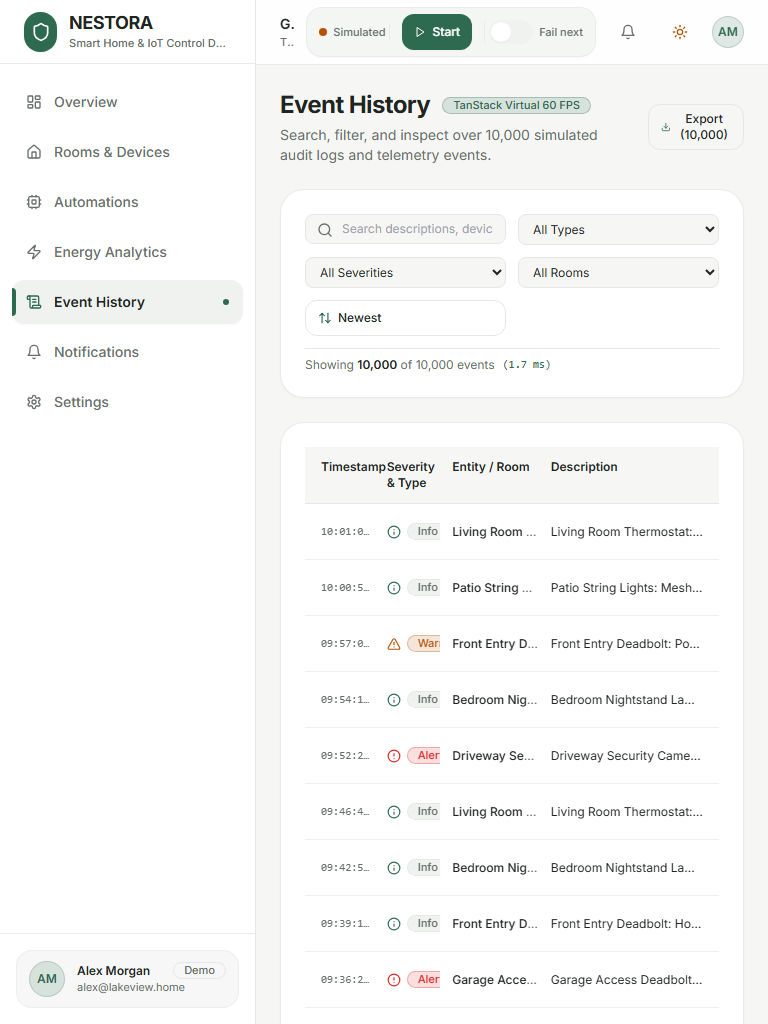 NESTORA
Smart Home & IoT Control D...
Overview
Rooms & Devices
Automations
Energy Analytics
Event History
Notifications
Settings
AM
Alex Morgan
Demo
alex@lakeview.home
G.
T..
Simulated
Start
Fail next
AM
Event History
TanStack Virtual 60 FPS
Search, filter, and inspect over 10,000 simulated
audit logs and telemetry events.
Export
(10,000)
Search descriptions, devic
All Types
All Severities
All Rooms
Newest
Showing 10,000 of 10,000 events (1.7 ms)
Timestamp Severity & Type Entity / Room Description
10:01:0… Info Living Room ... Living Room Thermostat:...
10:00:5… Info Patio String ... Patio String Lights: Mesh...
09:57:0… War Front Entry D... Front Entry Deadbolt: Po...
09:54:1… Info Bedroom Nig... Bedroom Nightstand La...
09:52:2… Aler Driveway Se... Driveway Security Came...
09:46:4… Info Living Room ... Living Room Thermostat:...
09:42:5… Info Bedroom Nig... Bedroom Nightstand La...
09:39:1… Info Front Entry D... Front Entry Deadbolt: Ho...
09:36:2… Aler Garage Acce... Garage Access Deadbolt...